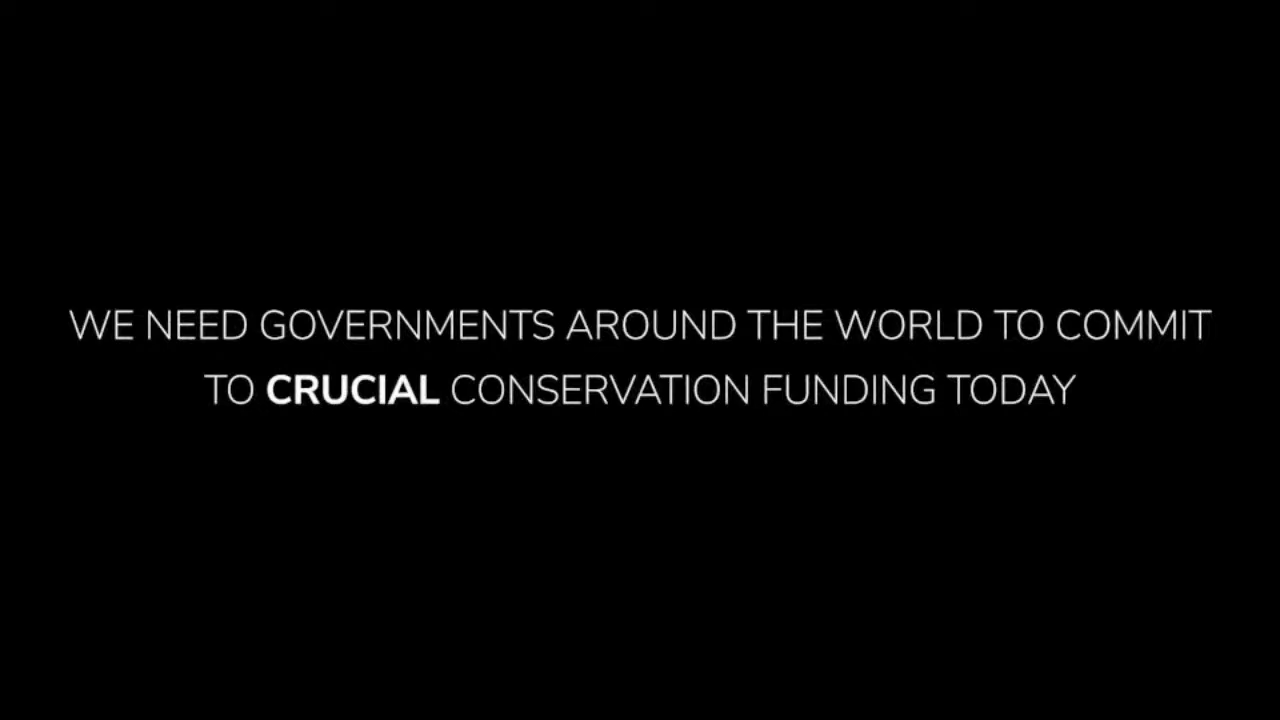 WE NEED GOVERNMENTS AROUND THE WORLD TO COMMIT
TO CRUCIAL CONSERVATION FUNDING TODAY